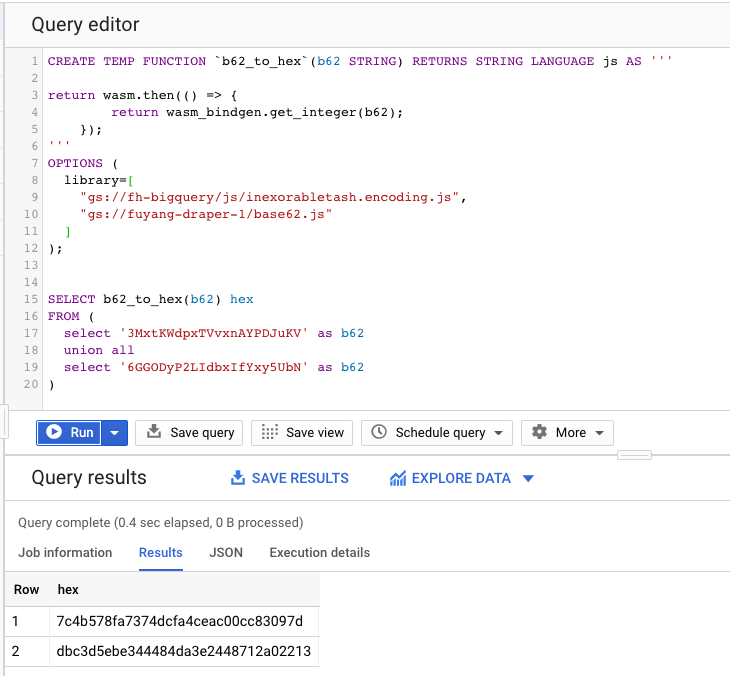 Query editor
1 CREATE TEMP FUNCTION `b62_to_hex`(b62 STRING) RETURNS STRING LANGUAGE js AS '''
2
3 return wasm.then(() => {
4 return wasm_bindgen.get_integer(b62);
5 });
6 '''
7 OPTIONS (
8 library=[
9 "gs://fh-bigquery/js/inexorabletash.encoding.js",
10 "gs://fuyang-draper-1/base62.js"
11 ]
12 );
13
14
15 SELECT b62_to_hex(b62) hex
16 FROM (
17 select '3MxtKWdpxTVvxnAYPDJuKV' as b62
18 union all
19 select '6GGODyP2LIdbxIfYxy5UbN' as b62
20 )
Run Save query Save view Schedule query More
Query results SAVE RESULTS EXPLORE DATA
Query complete (0.4 sec elapsed, 0 B processed)
Job information Results JSON Execution details
Row hex
1 7c4b578fa7374dcfa4ceac00cc83097d
2 dbc3d5ebe344484da3e2448712a02213